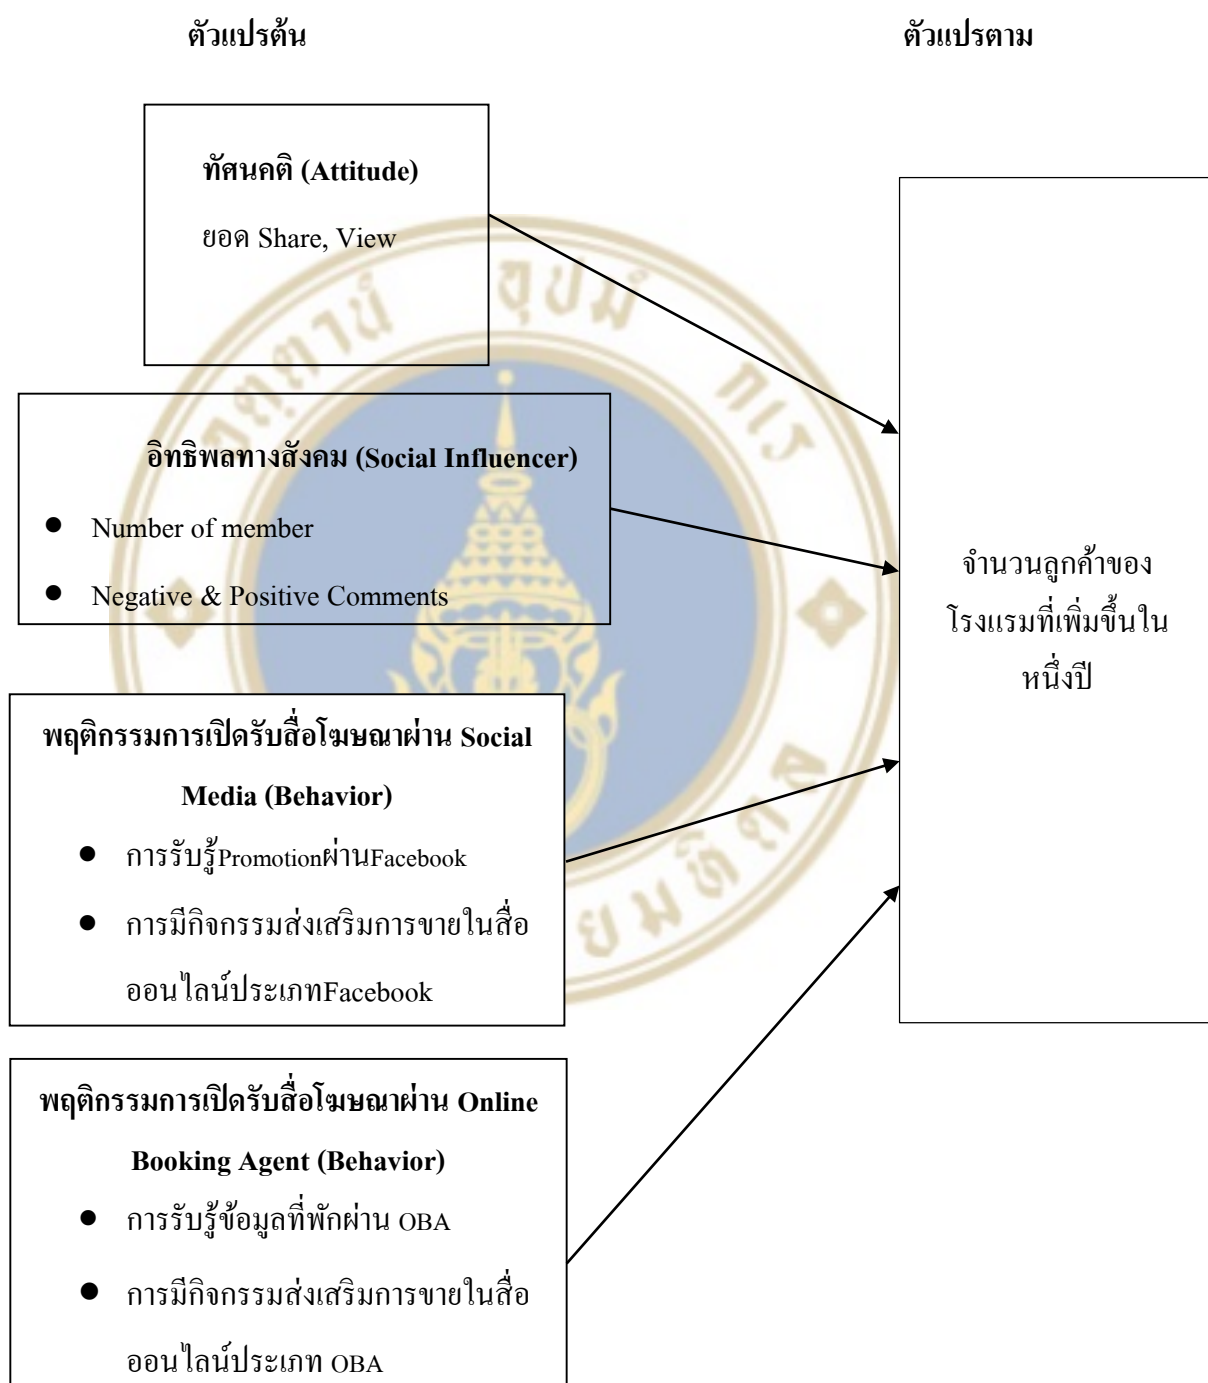 ตัวแปรต้น
ตัวแปรตาม
ทัศนคติ (Attitude)
ยอด Share, View
อิทธิพลทางสังคม (Social Influencer)
● Number of member
● Negative & Positive Comments
พฤติกรรมการเปิดรับสื่อโฆษณาผ่าน Social
Media (Behavior)
● การรับรู้Promotionผ่านFacebook
● การมีกิจกรรมส่งเสริมการขายในสื่อ
ออนไลน์ประเภทFacebook
พฤติกรรมการเปิดรับสื่อโฆษณาผ่าน Online
Booking Agent (Behavior)
● การรับรู้ข้อมูลที่พักผ่าน OBA
● การมีกิจกรรมส่งเสริมการขายในสื่อ
ออนไลน์ประเภท OBA
จำนวนลูกค้าของ
โรงแรมที่เพิ่มขึ้นใน
หนึ่งปี
อตฺตานํ อุปมํ กเร